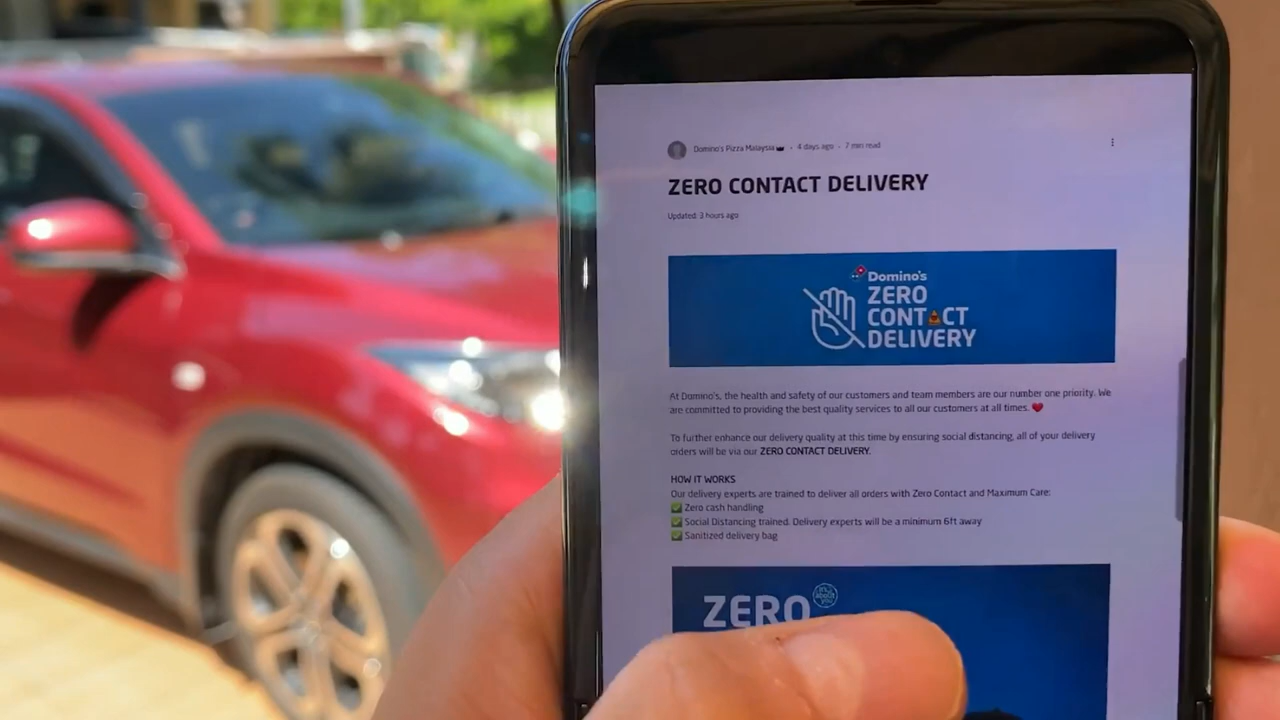 Domino's Pizza Malaysia · 4 days ago · 7 min read
ZERO CONTACT DELIVERY
Updated: 3 hours ago
Domino's
ZERO
CONTACT
DELIVERY
At Domino's, the health and safety of our customers and team members are our number one priority. We
are committed to providing the best quality services to all our customers at all times. ❤️
To further enhance our delivery quality at this time by ensuring social distancing, all of your delivery
orders will be via our ZERO CONTACT DELIVERY.
HOW IT WORKS
Our delivery experts are trained to deliver all orders with Zero Contact and Maximum Care:
✅ Zero cash handling
✅ Social Distancing trained. Delivery experts will be a minimum 6ft away
✅ Sanitized delivery bag
it's
about
you
ZERO